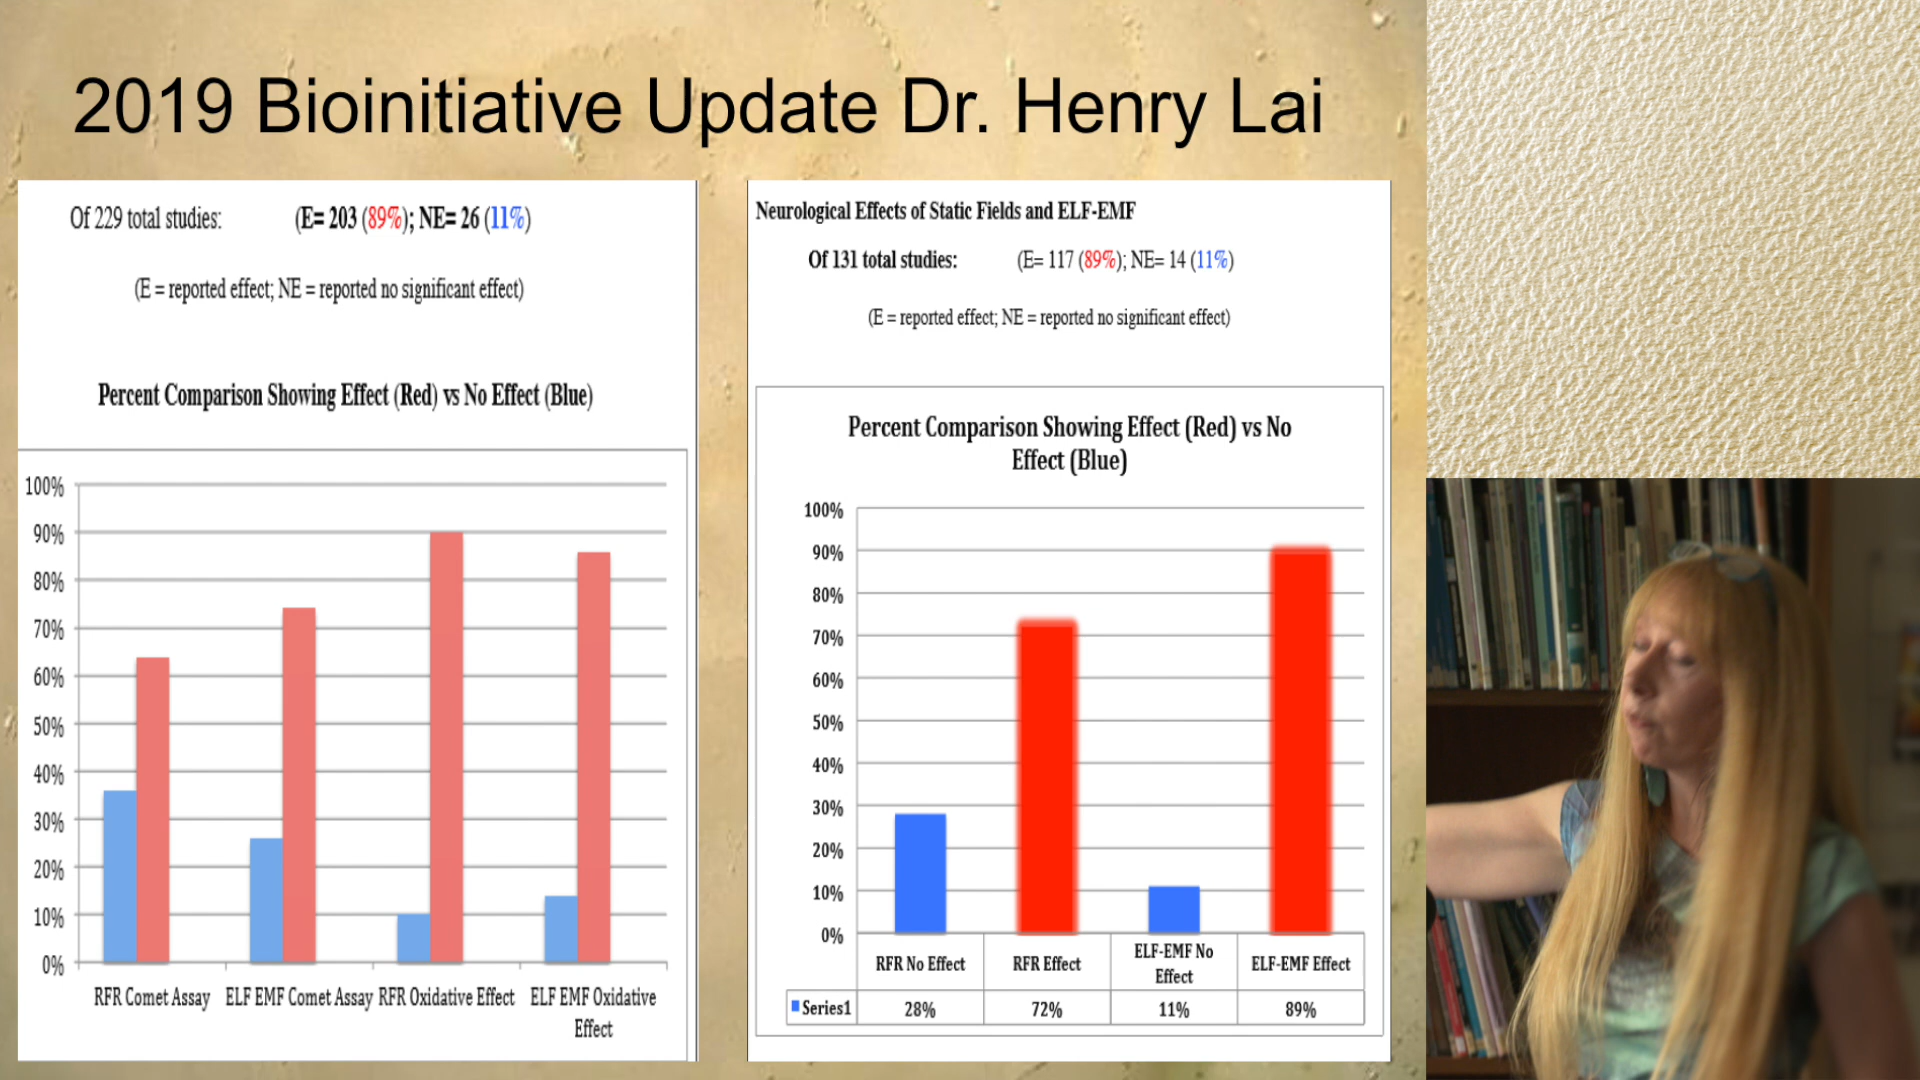 2019 Bioinitiative Update Dr. Henry Lai
Of 229 total studies: (E= 203 (89%); NE= 26 (11%)
(E = reported effect; NE = reported no significant effect)
Percent Comparison Showing Effect (Red) vs No Effect (Blue)
100%
90%
80%
70%
60%
50%
40%
30%
20%
10%
0%
RFR Comet Assay ELF EMF Comet Assay RFR Oxidative Effect ELF EMF Oxidative
Effect
Neurological Effects of Static Fields and ELF-EMF
Of 131 total studies: (E= 117 (89%); NE= 14 (11%)
(E = reported effect; NE = reported no significant effect)
Percent Comparison Showing Effect (Red) vs No
Effect (Blue)
100%
90%
80%
70%
60%
50%
40%
30%
20%
10%
0%
RFR No Effect RFR Effect ELF-EMF No
Effect ELF-EMF Effect
Series1 28% 72% 11% 89%